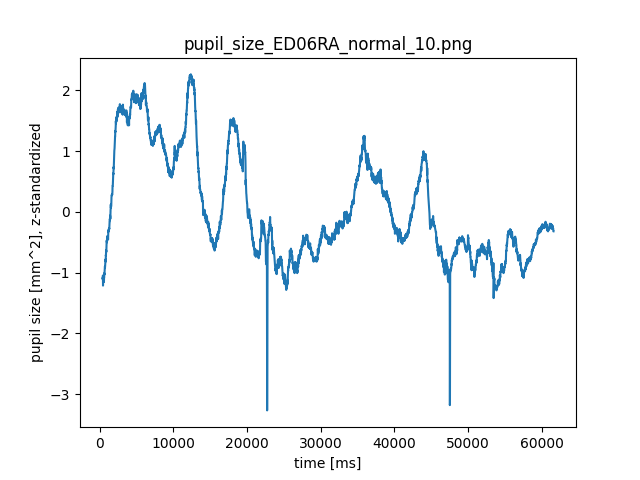 pupil_size_ED06RA_normal_10.png
pupil size [mm^2], z-standardized
2
1
0
−1
−2
−3
0 10000 20000 30000 40000 50000 60000
time [ms]